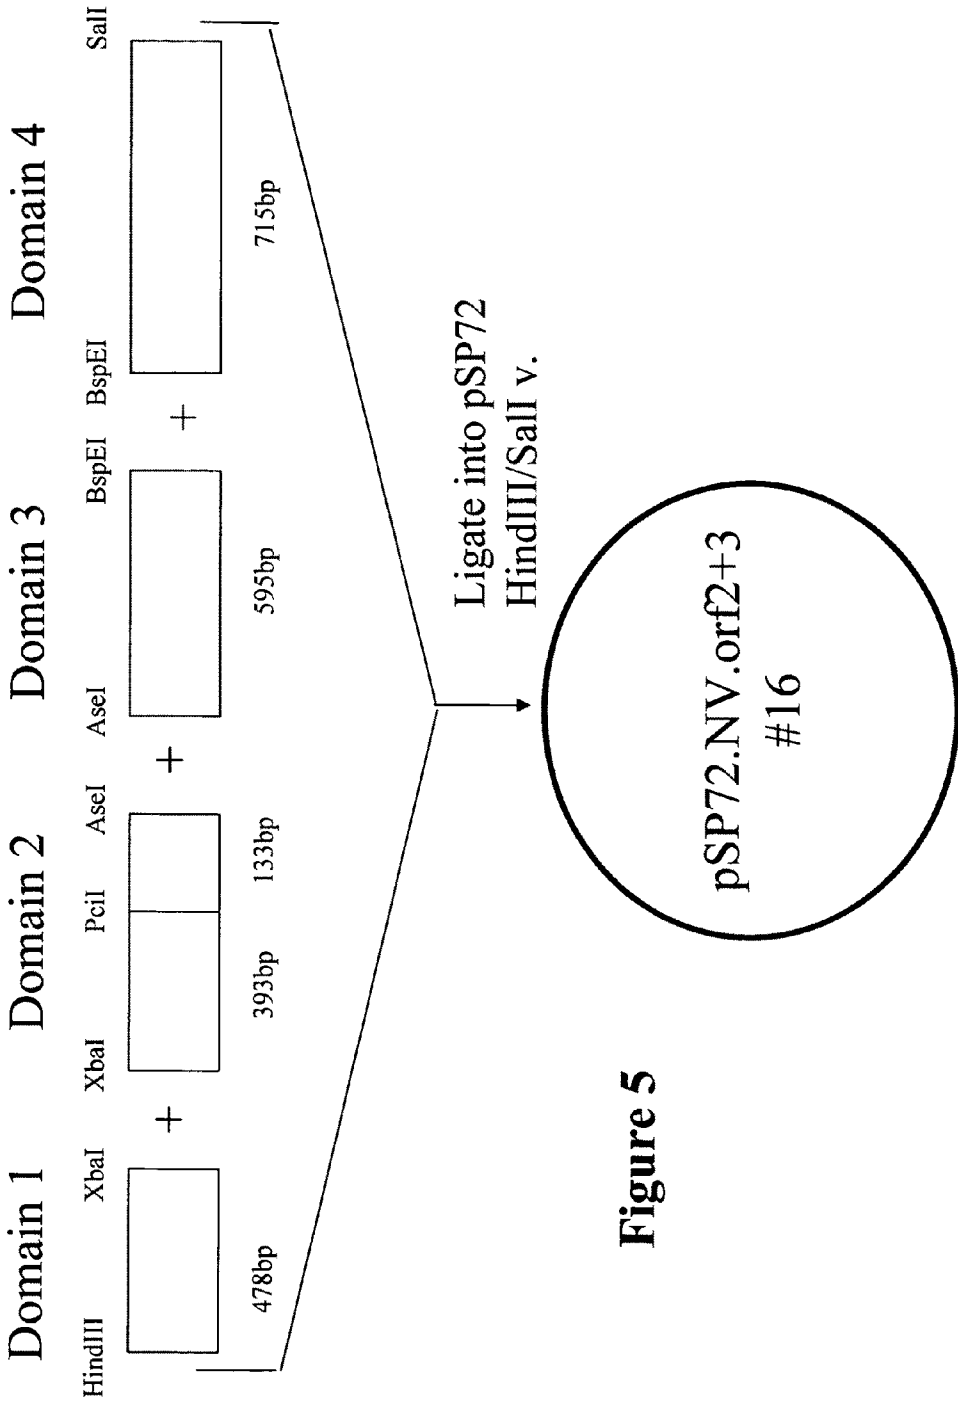 Domain 1
Domain 2
Domain 3
Domain 4
HindIII
XbaI
XbaI
PciI
AseI
AseI
BspEI
BspEI
SalI
+
+
+
478bp
393bp
133bp
595bp
715bp
Ligate into pSP72
HindIII/SalI v.
pSP72.NV.orf2+3
#16
Figure 5